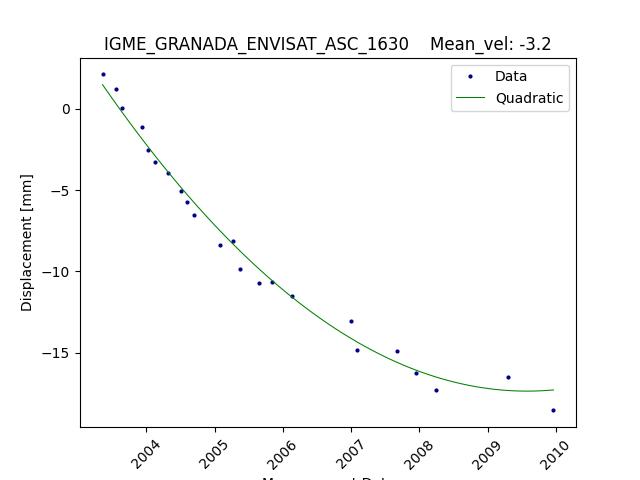 IGME_GRANADA_ENVISAT_ASC_1630 Mean_vel: -3.2
Data
Quadratic
Displacement [mm]
0
−5
−10
−15
2004
2005
2006
2007
2008
2009
2010